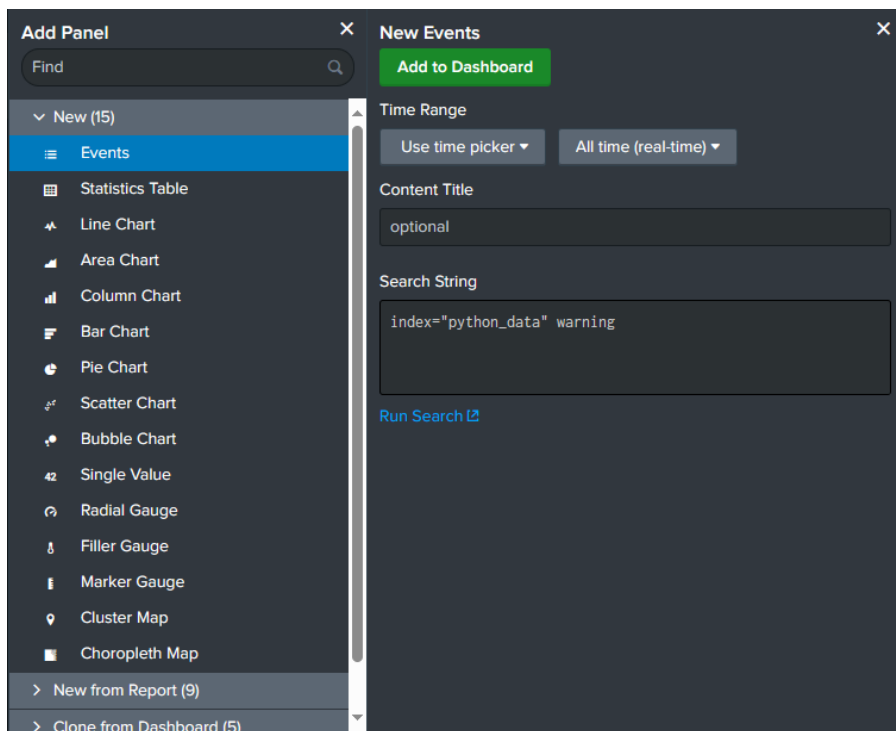 Add Panel
Find
New (15)
Events
Statistics Table
Line Chart
Area Chart
Column Chart
Bar Chart
Pie Chart
Scatter Chart
Bubble Chart
42 Single Value
Radial Gauge
Filler Gauge
Marker Gauge
Cluster Map
Choropleth Map
New from Report (9)
Clone from Dashboard (5)
New Events
Add to Dashboard
Time Range
Use time picker All time (real-time)
Content Title
optional
Search String
index="python_data" warning
Run Search